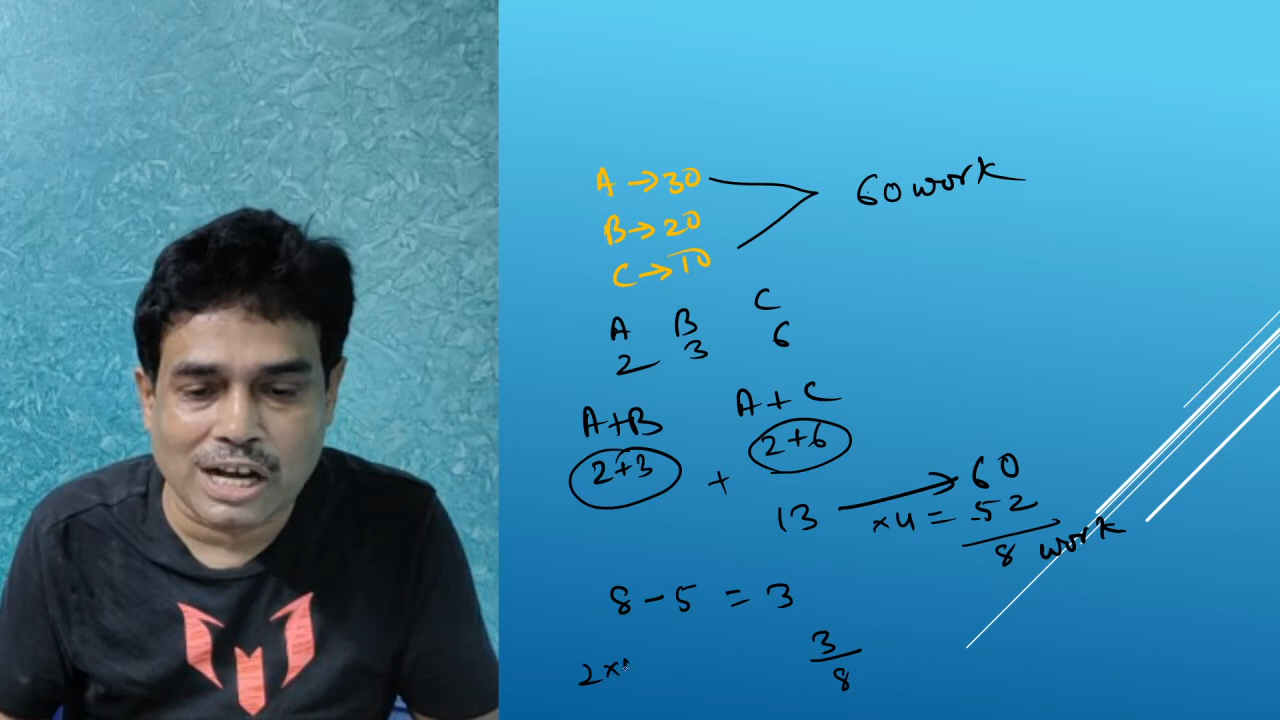 A → 30
B → 20
C → 10
60 work
A B C
2 3 6
A+B A+C
2+3 + 2+6
13 → 60
×4 = 52
8 work
8 - 5 = 3
3
8
2×